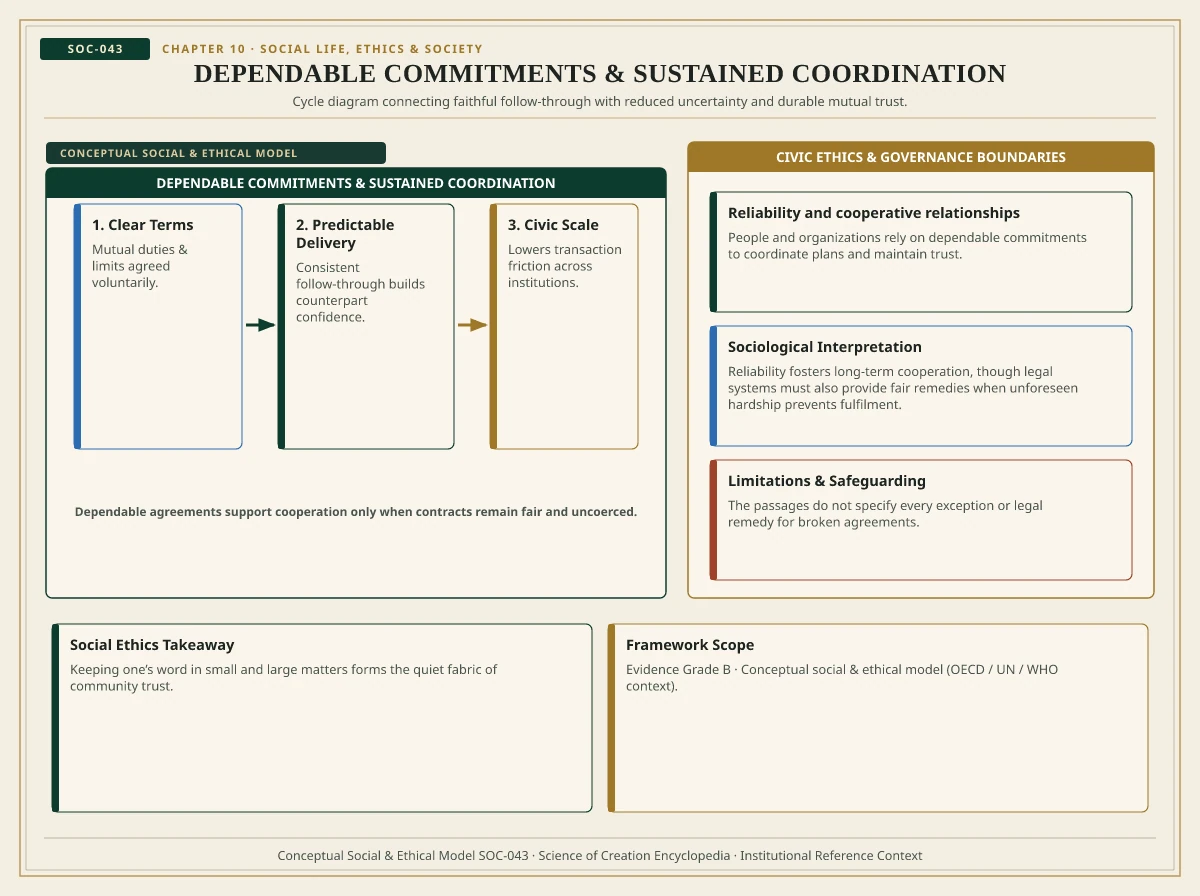 SOC-043
CHAPTER 10 · SOCIAL LIFE, ETHICS & SOCIETY
DEPENDABLE COMMITMENTS & SUSTAINED COORDINATION
Cycle diagram connecting faithful follow-through with reduced uncertainty and durable mutual trust.
CONCEPTUAL SOCIAL & ETHICAL MODEL
DEPENDABLE COMMITMENTS & SUSTAINED COORDINATION
1. Clear Terms
Mutual duties &
limits agreed
voluntarily.
2. Predictable
Delivery
Consistent
follow-through builds
counterpart
confidence.
3. Civic Scale
Lowers transaction
friction across
institutions.
Dependable agreements support cooperation only when contracts remain fair and uncoerced.
CIVIC ETHICS & GOVERNANCE BOUNDARIES
Reliability and cooperative relationships
People and organizations rely on dependable commitments
to coordinate plans and maintain trust.
Sociological Interpretation
Reliability fosters long-term cooperation, though legal
systems must also provide fair remedies when unforeseen
hardship prevents fulfilment.
Limitations & Safeguarding
The passages do not specify every exception or legal
remedy for broken agreements.
Social Ethics Takeaway
Keeping one’s word in small and large matters forms the quiet fabric of
community trust.
Framework Scope
Evidence Grade B · Conceptual social & ethical model (OECD / UN / WHO
context).
Conceptual Social & Ethical Model SOC-043 · Science of Creation Encyclopedia · Institutional Reference Context